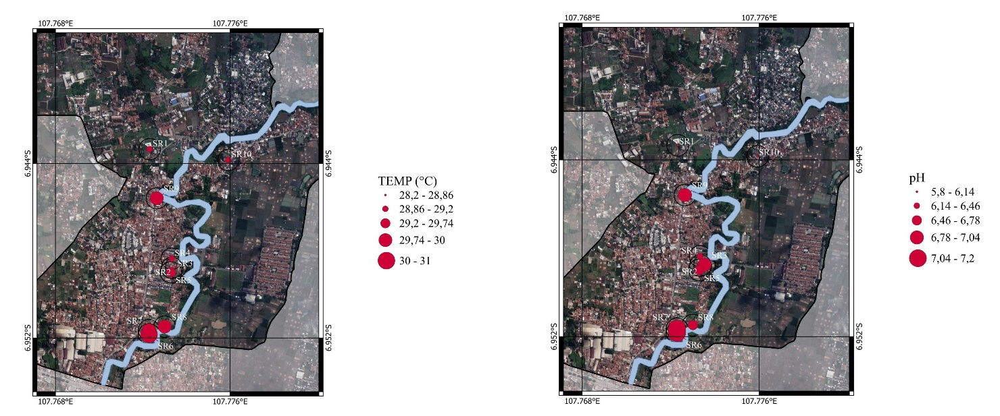 107.768°E 107.776°E
SR1
SR10
6.944°S 6.944°S
SR9
SR4
SR3
SR2
SR5
SR7 SR8
SR6
6.952°S 6.952°S
107.768°E 107.776°E
TEMP (°C)
28,2 - 28,86
28,86 - 29,2
29,2 - 29,74
29,74 - 30
30 - 31
107.768°E 107.776°E
SR1
SR10
6.944°S 6.944°S
SR9
SR4
SR3
SR2
SR5
SR7 SR8
SR6
6.952°S 6.952°S
107.768°E 107.776°E
pH
5,8 - 6,14
6,14 - 6,46
6,46 - 6,78
6,78 - 7,04
7,04 - 7,2